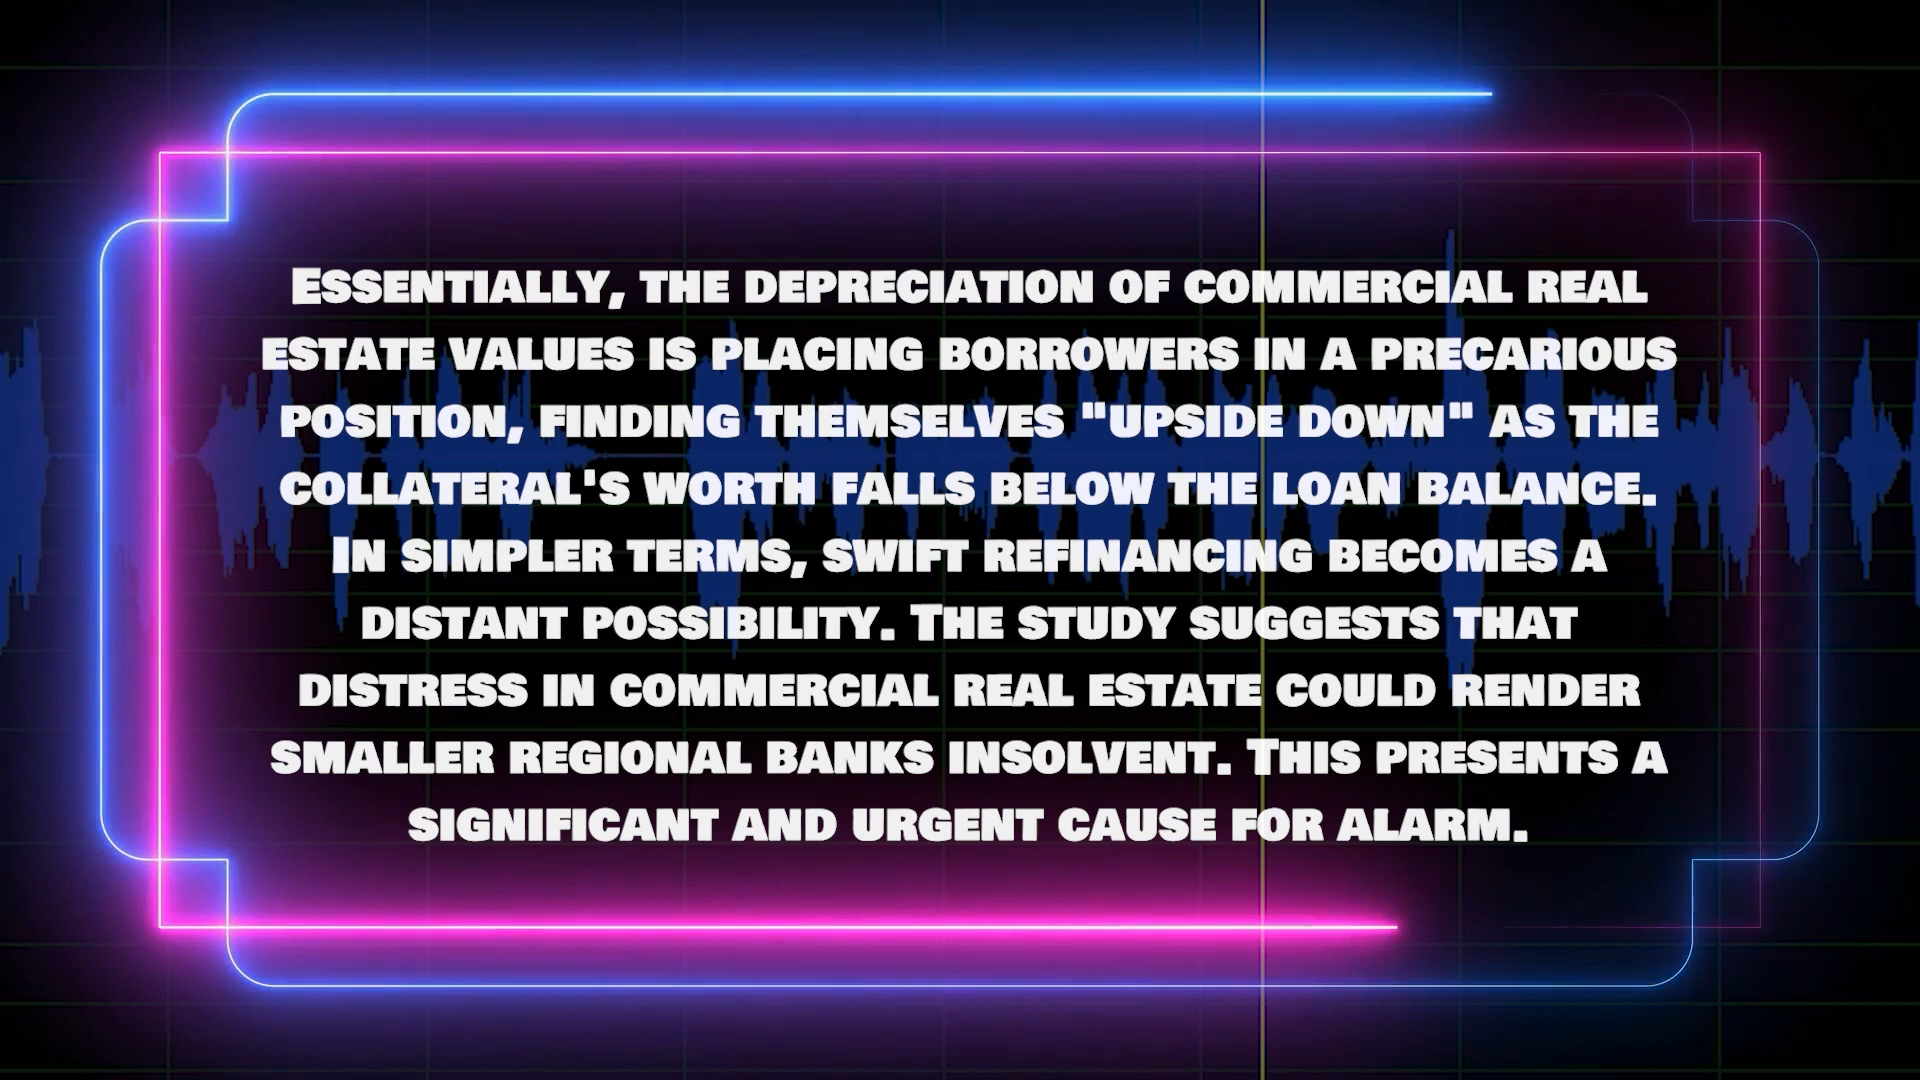 Essentially, the depreciation of commercial real
estate values is placing borrowers in a precarious
position, finding themselves "upside down" as the
collateral's worth falls below the loan balance.
In simpler terms, swift refinancing becomes a
distant possibility. The study suggests that
distress in commercial real estate could render
smaller regional banks insolvent. This presents a
significant and urgent cause for alarm.